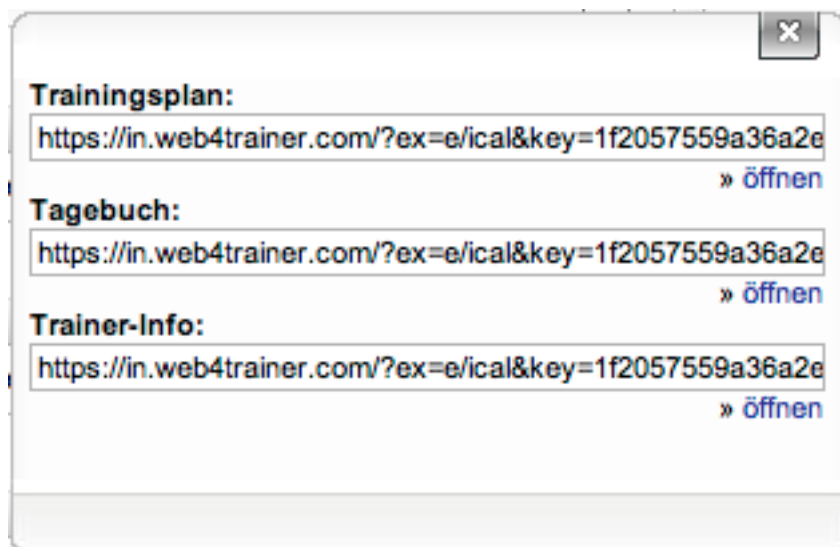 Trainingsplan:
https://in.web4trainer.com/?ex=e/ical&key=1f2057559a36a2e
» öffnen
Tagebuch:
https://in.web4trainer.com/?ex=e/ical&key=1f2057559a36a2e
» öffnen
Trainer-Info:
https://in.web4trainer.com/?ex=e/ical&key=1f2057559a36a2e
» öffnen